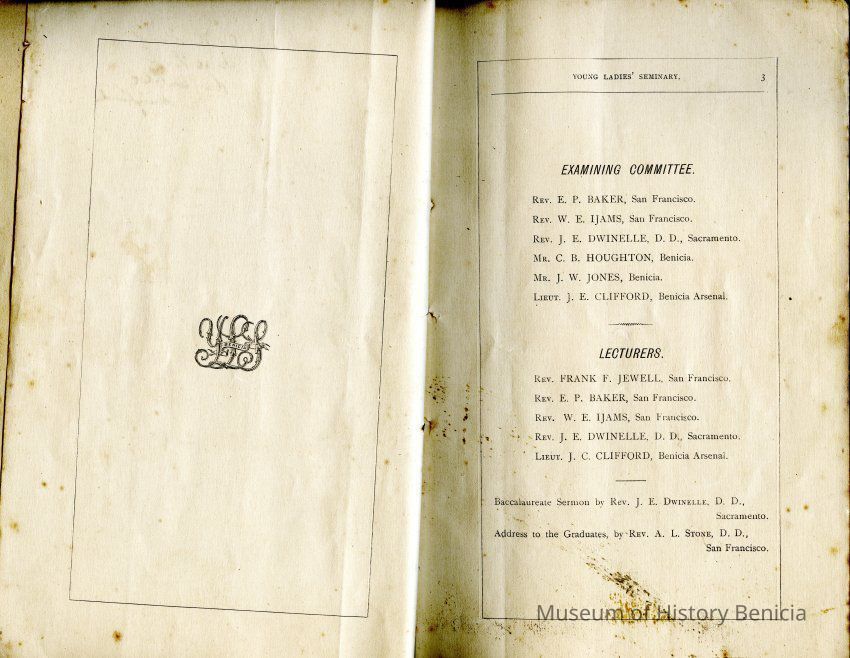 YLS
BENICIA
YOUNG LADIES' SEMINARY. 3
EXAMINING COMMITTEE.
REV. E. P. BAKER, San Francisco.
REV. W. E. IJAMS, San Francisco.
REV. J. E. DWINELLE, D. D., Sacramento.
MR. C. B. HOUGHTON, Benicia.
MR. J. W. JONES, Benicia.
LIEUT. J. E. CLIFFORD, Benicia Arsenal.
LECTURERS.
REV. FRANK F. JEWELL, San Francisco.
REV. E. P. BAKER, San Francisco.
REV. W. E. IJAMS, San Francisco.
REV. J. E. DWINELLE, D. D., Sacramento.
LIEUT. J. C. CLIFFORD, Benicia Arsenal.
Baccalaureate Sermon by REV. J. E. DWINELLE, D. D.,
Sacramento.
Address to the Graduates, by REV. A. L. STONE, D. D.,
San Francisco.
Museum of History Benicia